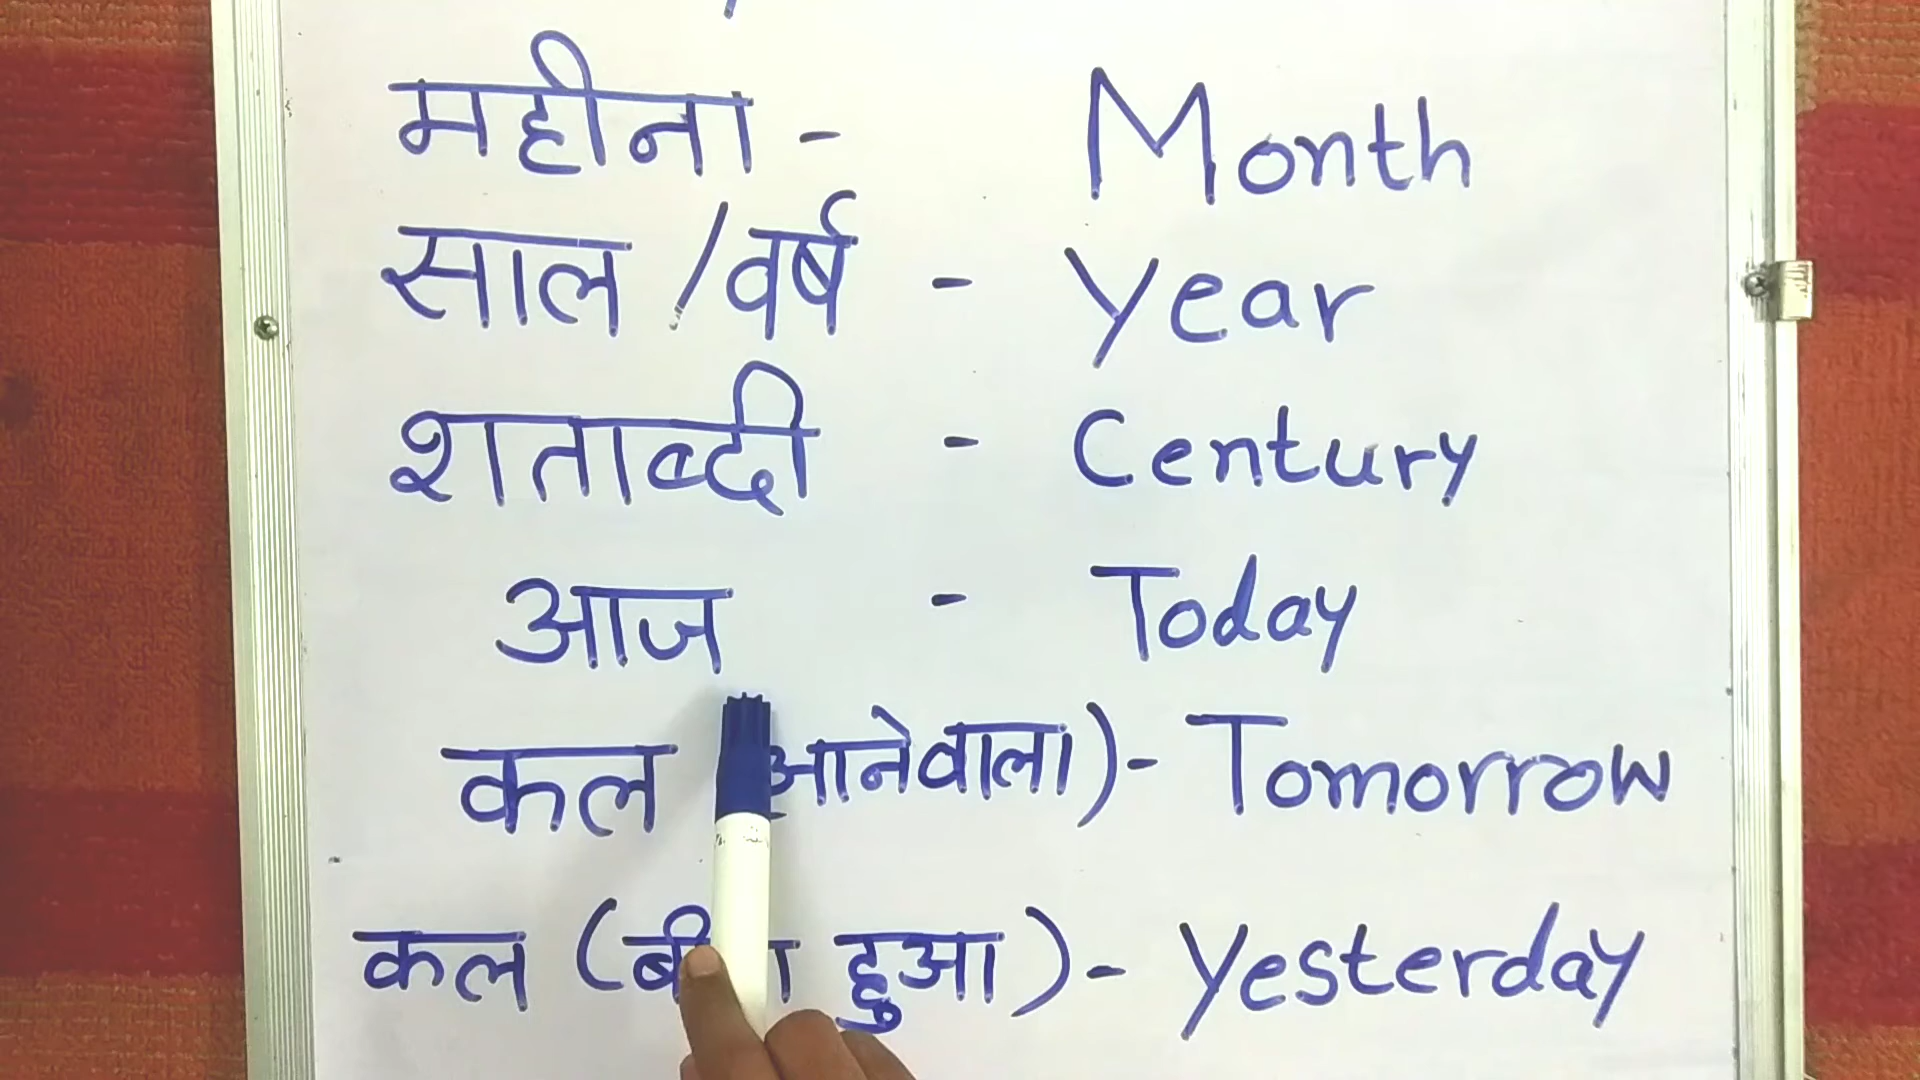 महीना - Month
साल / वर्ष - Year
शताब्दी - Century
आज - Today
कल आनेवाला) - Tomorrow
कल ( हुआ) - Yesterday